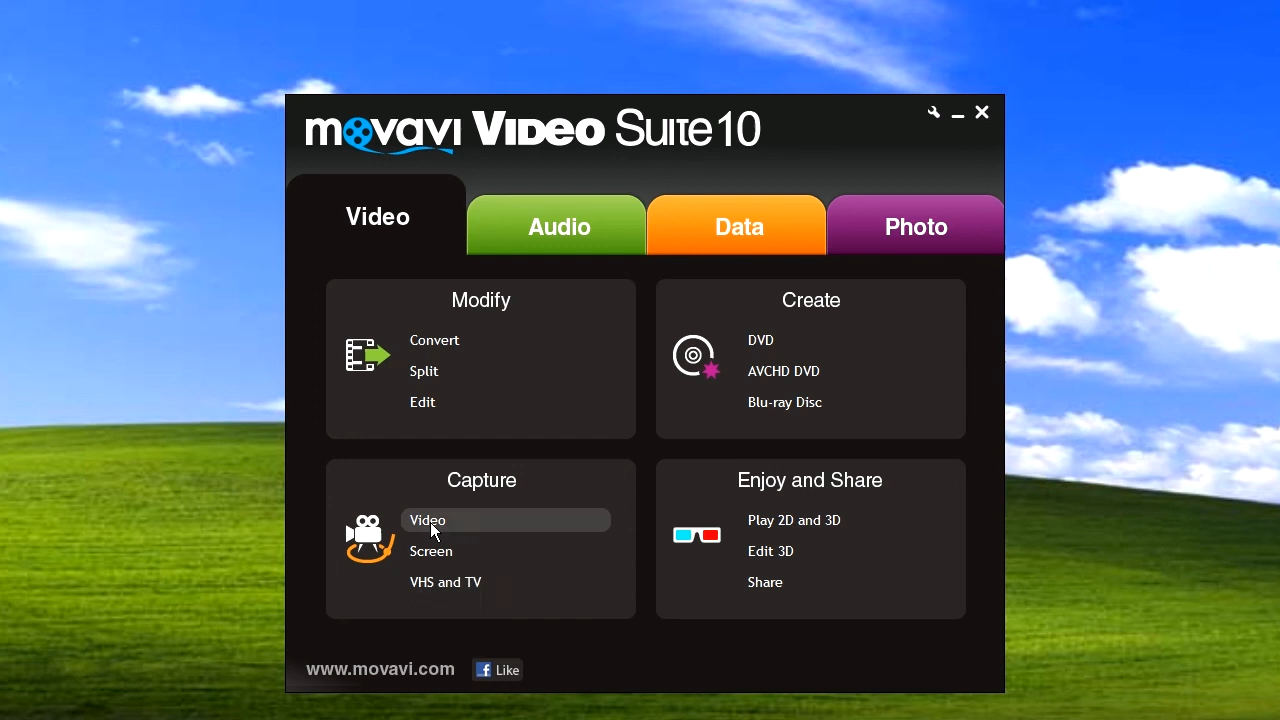 movavi VIDEO SUITE 10
Video
Audio
Data
Photo
Modify
Convert
Split
Edit
Create
DVD
AVCHD DVD
Blu-ray Disc
Capture
Video
Screen
VHS and TV
Enjoy and Share
Play 2D and 3D
Edit 3D
Share
www.movavi.com
f Like